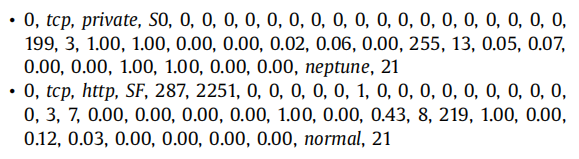 • 0, tcp, private, S0, 0, 0, 0, 0, 0, 0, 0, 0, 0, 0, 0, 0, 0, 0, 0, 0, 0, 0,
199, 3, 1.00, 1.00, 0.00, 0.00, 0.02, 0.06, 0.00, 255, 13, 0.05, 0.07,
0.00, 0.00, 1.00, 1.00, 0.00, 0.00, neptune, 21
• 0, tcp, http, SF, 287, 2251, 0, 0, 0, 0, 0, 1, 0, 0, 0, 0, 0, 0, 0, 0, 0,
0, 3, 7, 0.00, 0.00, 0.00, 0.00, 1.00, 0.00, 0.43, 8, 219, 1.00, 0.00,
0.12, 0.03, 0.00, 0.00, 0.00, 0.00, normal, 21